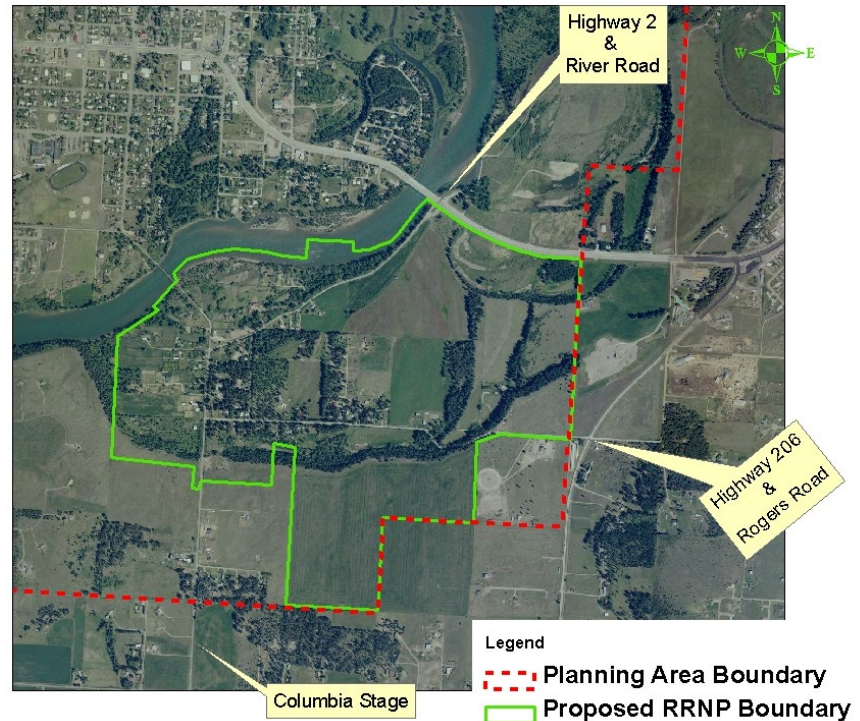 Highway 2
&
River Road
N
W E
S
Highway 206
&
Rogers Road
Columbia Stage
Legend
Planning Area Boundary
Proposed RRNP Boundary